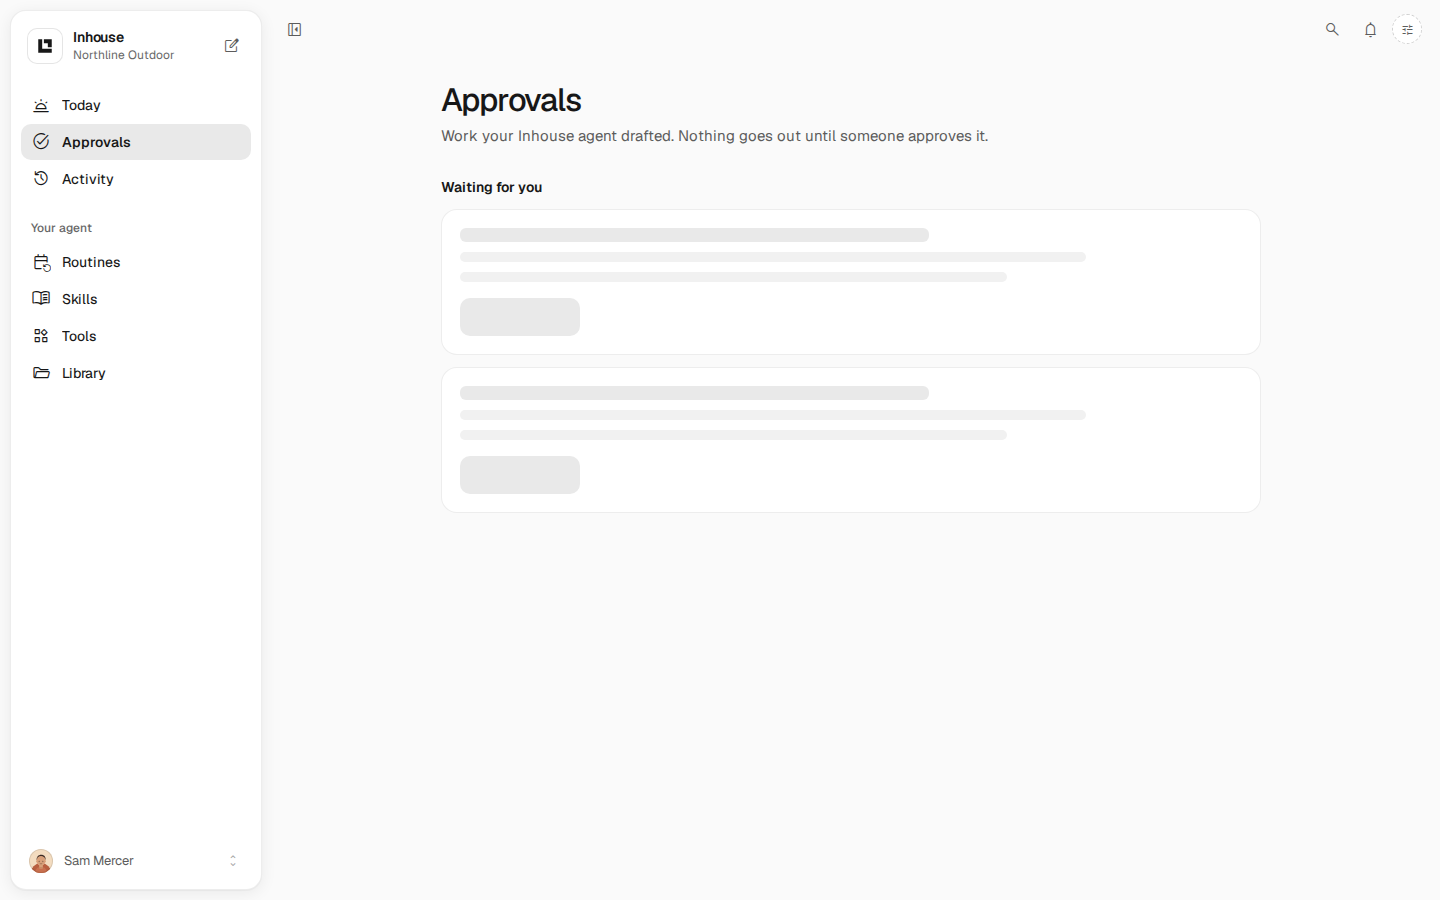 Inhouse
Northline Outdoor
Today
Approvals
Activity
Your agent
Routines
Skills
Tools
Library
Sam Mercer
Approvals
Work your Inhouse agent drafted. Nothing goes out until someone approves it.
Waiting for you